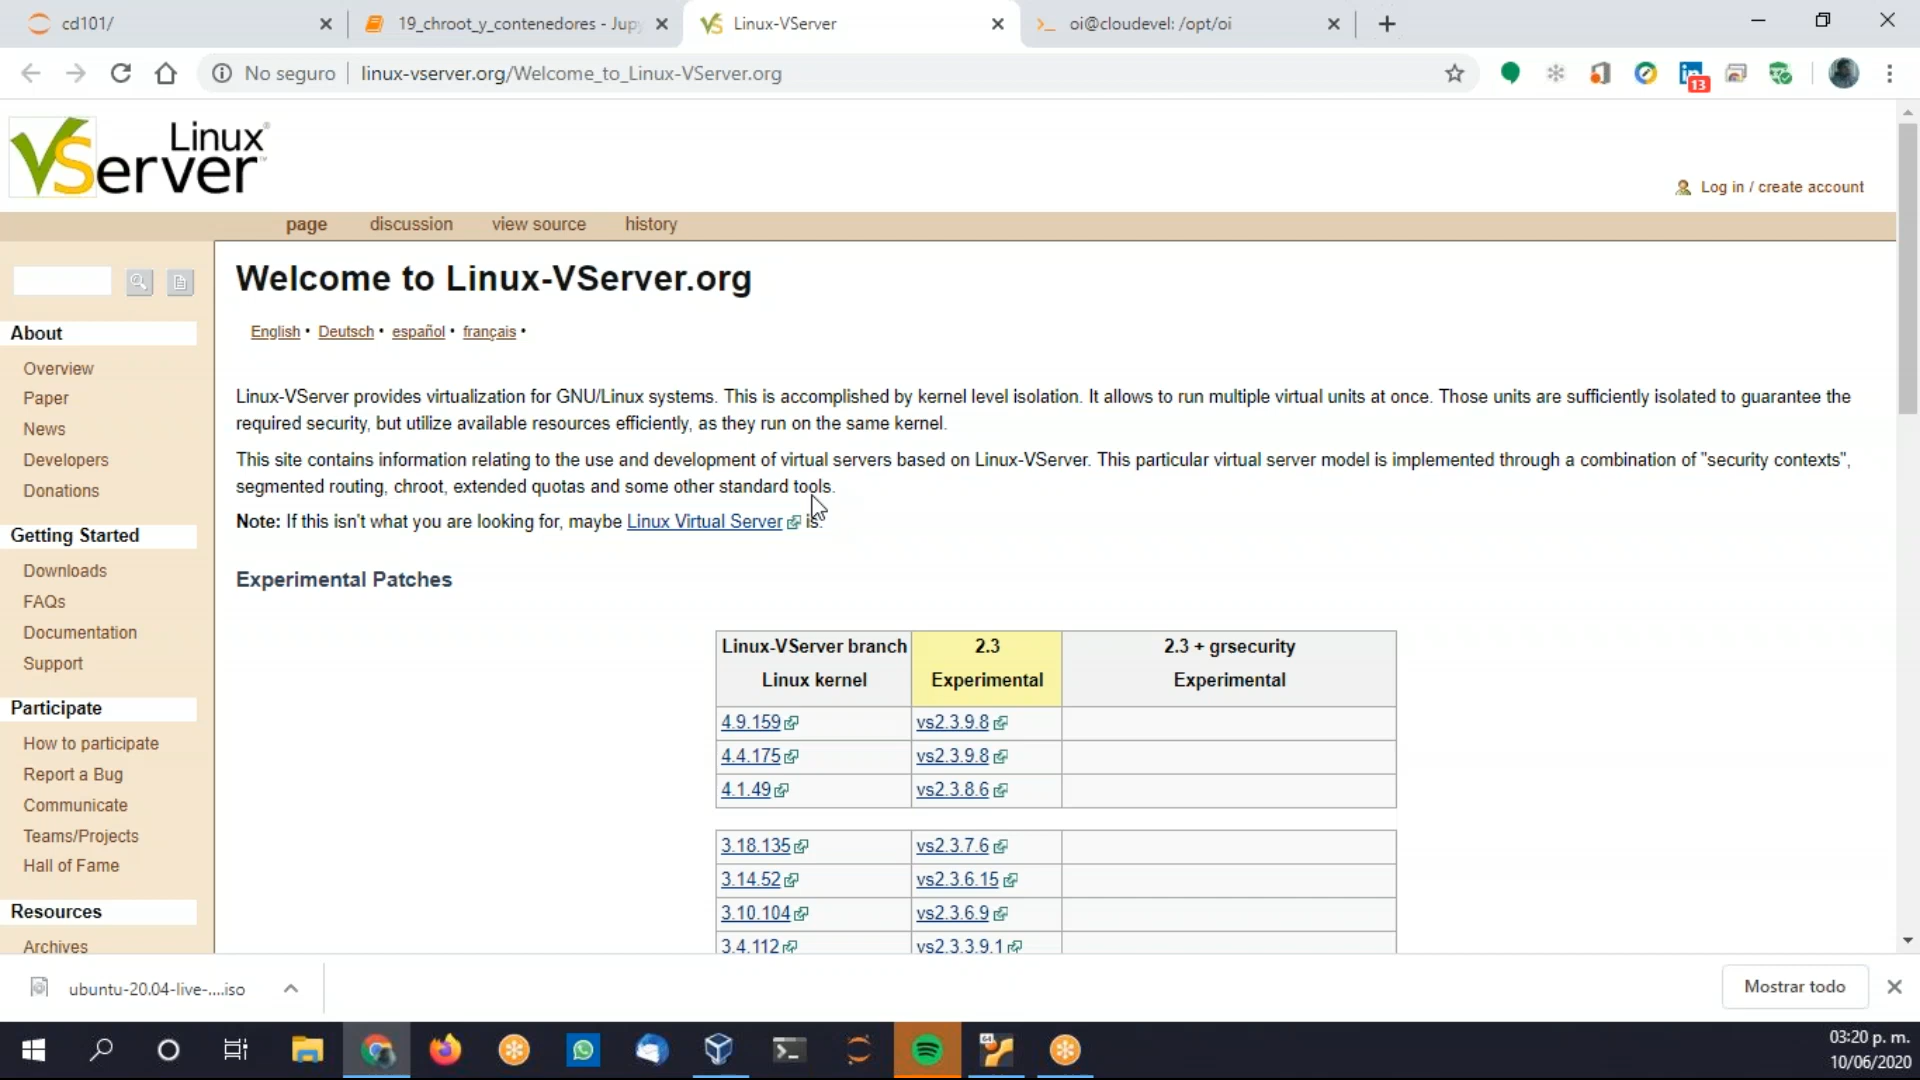 cd101/
19_chroot_y_contenedores - Jupy
Linux-VServer
oi@cloudevel: /opt/oi
No seguro
linux-vserver.org/Welcome_to_Linux-VServer.org
13
Linux®
VServer™
Log in / create account
page
discussion
view source
history
Welcome to Linux-VServer.org
English • Deutsch • español • français •
Linux-VServer provides virtualization for GNU/Linux systems. This is accomplished by kernel level isolation. It allows to run multiple virtual units at once. Those units are sufficiently isolated to guarantee the
required security, but utilize available resources efficiently, as they run on the same kernel.
This site contains information relating to the use and development of virtual servers based on Linux-VServer. This particular virtual server model is implemented through a combination of "security contexts",
segmented routing, chroot, extended quotas and some other standard tools.
Note: If this isn't what you are looking for, maybe Linux Virtual Server is.
Experimental Patches
Linux-VServer branch
2.3
2.3 + grsecurity
Linux kernel
Experimental
Experimental
4.9.159
vs2.3.9.8
4.4.175
vs2.3.9.8
4.1.49
vs2.3.8.6
3.18.135
vs2.3.7.6
3.14.52
vs2.3.6.15
3.10.104
vs2.3.6.9
3.4.112
vs2.3.3.9.1
About
Overview
Paper
News
Developers
Donations
Getting Started
Downloads
FAQs
Documentation
Support
Participate
How to participate
Report a Bug
Communicate
Teams/Projects
Hall of Fame
Resources
Archives
ubuntu-20.04-live-....iso
Mostrar todo
64
03:20 p. m.
10/06/2020